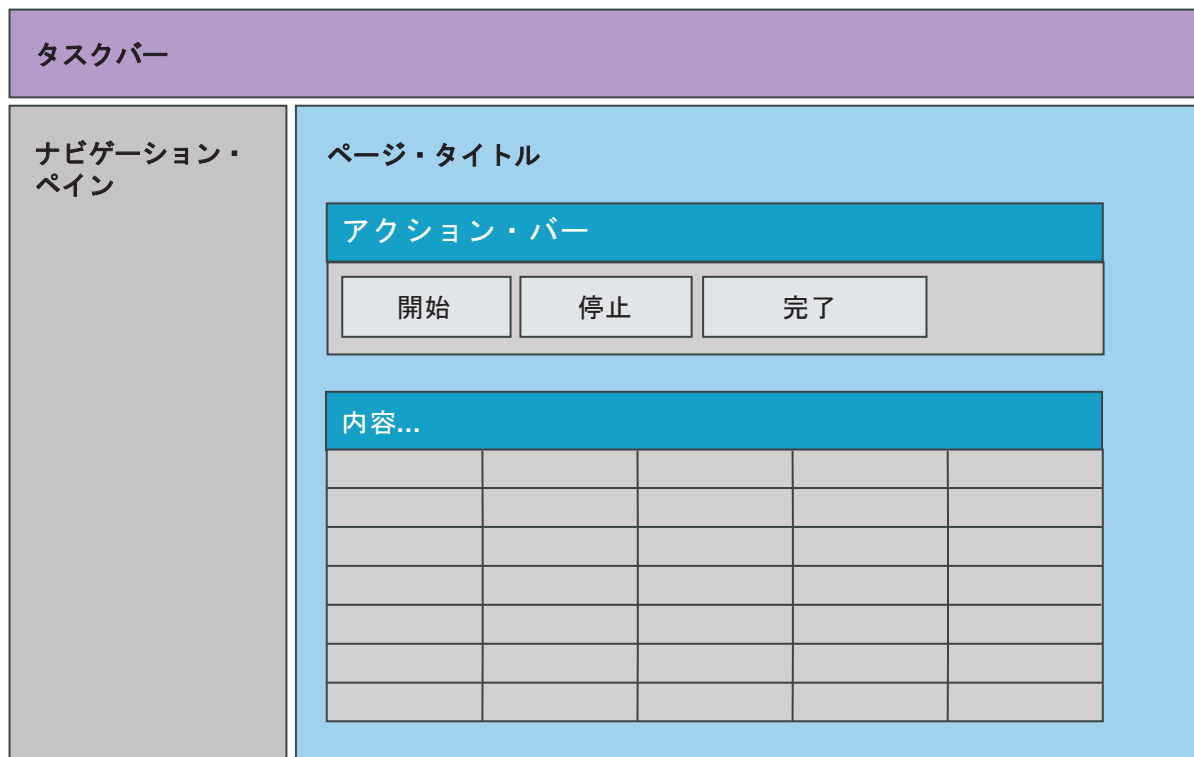 タスクバー
ナビゲーション・
ペイン
ページ・タイトル
アクション・バー
開始 停止 完了
内容...